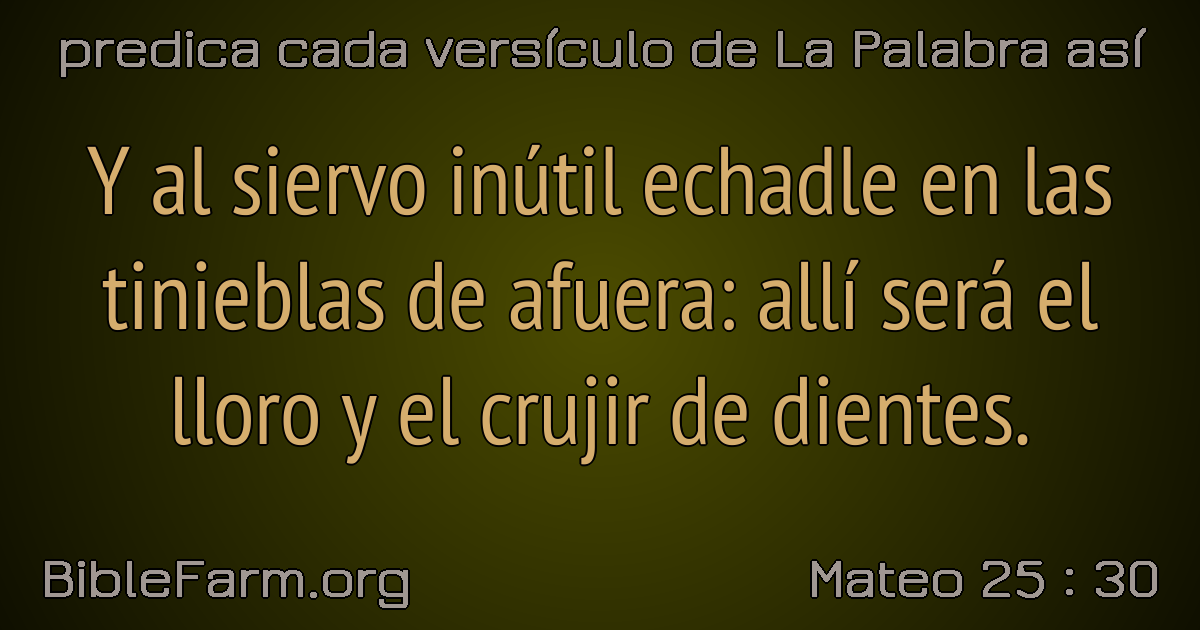 predica cada versículo de La Palabra así
Y al siervo inútil echadle en las
tinieblas de afuera: allí será el
lloro y el crujir de dientes.
BibleFarm.org
Mateo 25 : 30